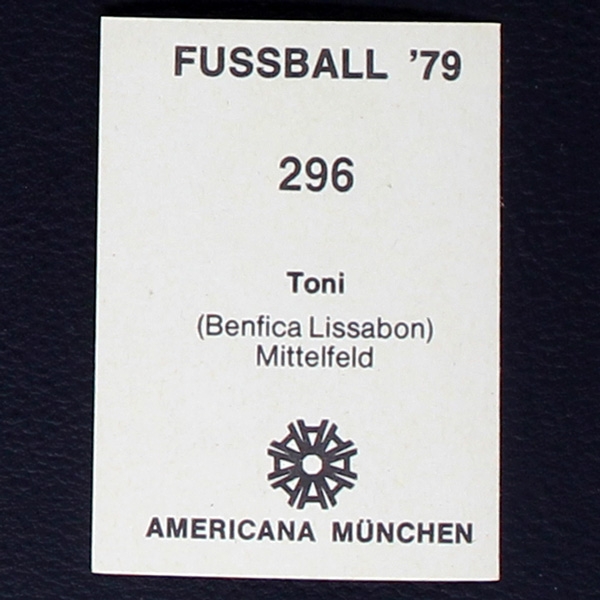 FUSSBALL '79
296
Toni
(Benfica Lissabon)
Mittelfeld
AMERICANA MÜNCHEN